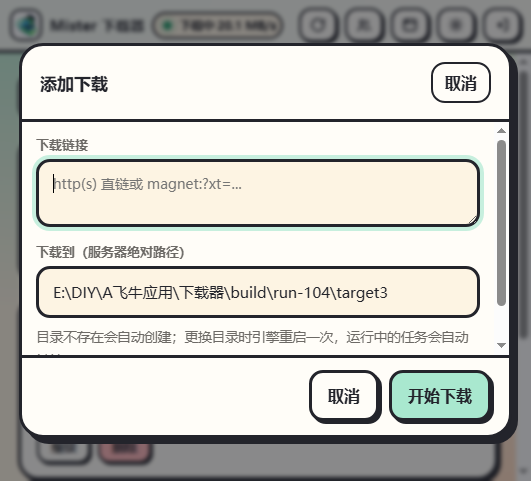 Mister 下载器
下载中 20.1 MB/s
添加下载
取消
下载链接
http(s) 直链或 magnet:?xt=...
下载到（服务器绝对路径）
E:\DIY\A飞牛应用\下载器\build\run-104\target3
目录不存在会自动创建；更换目录时引擎重启一次，运行中的任务会自动
取消
开始下载